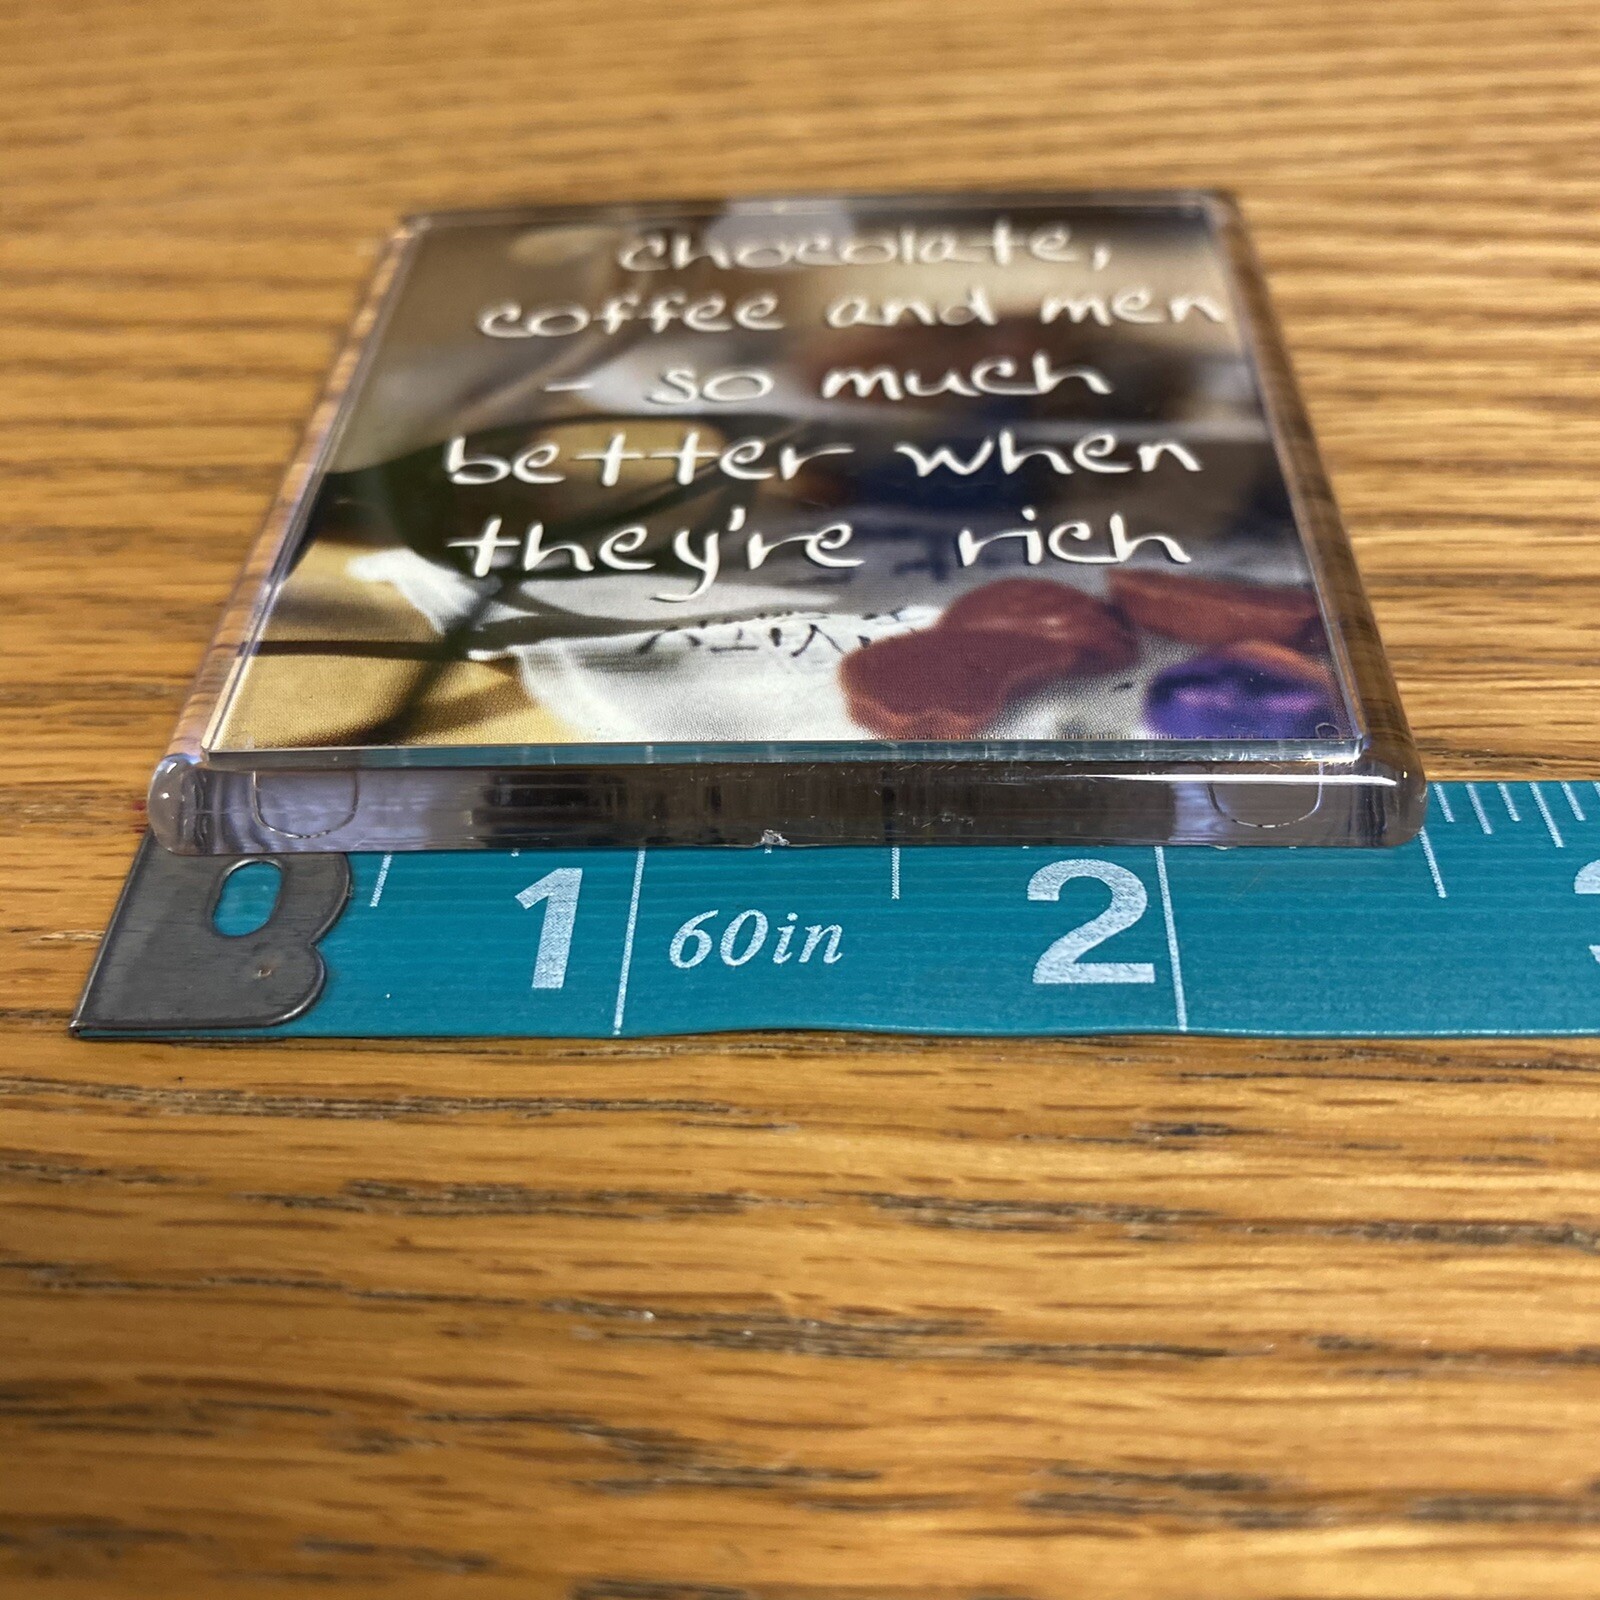 chocolate,
coffee and men
- so much
better when
they're rich
1 60in 2